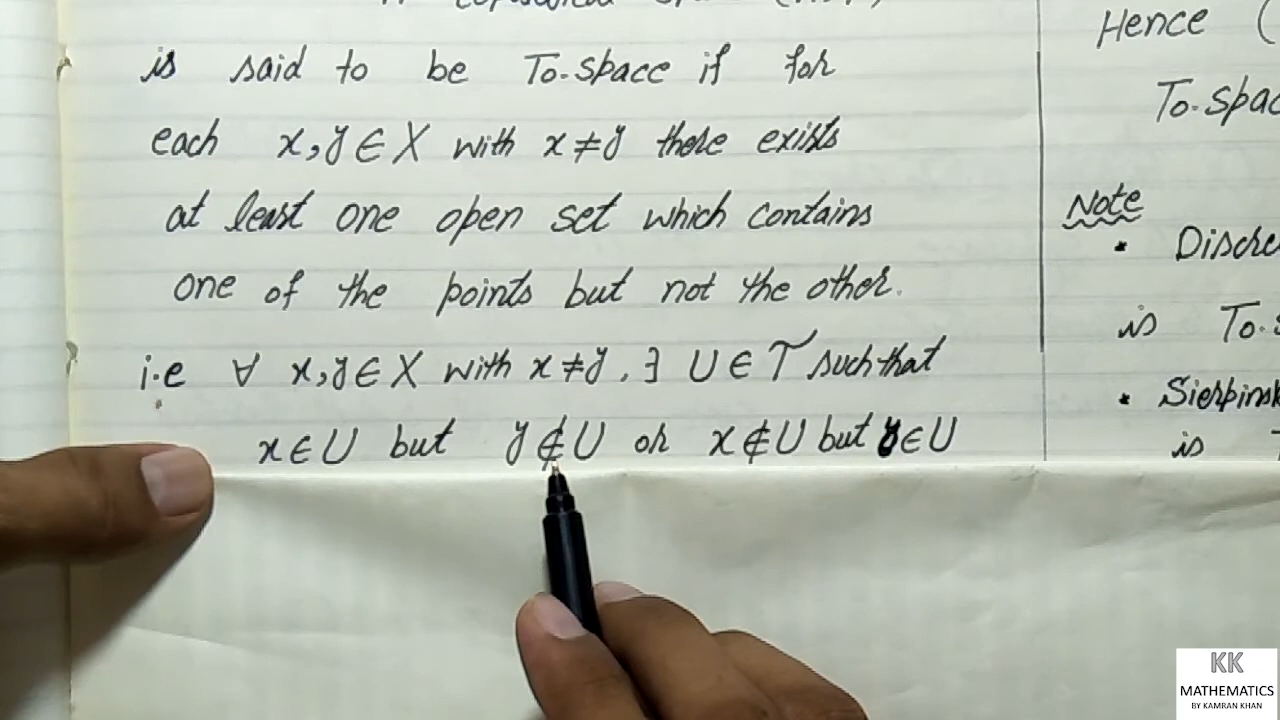 is said to be To-space if for
each x,y∈X with x≠y there exists
at least one open set which contains
one of the points but not the other.
i.e ∀ x,y∈X with x≠y, ∃ U∈τ such that
x∈U but y∉U or x∉U but y∈U
Hence (
To-spac
Note
• Discre
is To-s
• Sierpinsk
is
KK
MATHEMATICS
BY KAMRAN KHAN